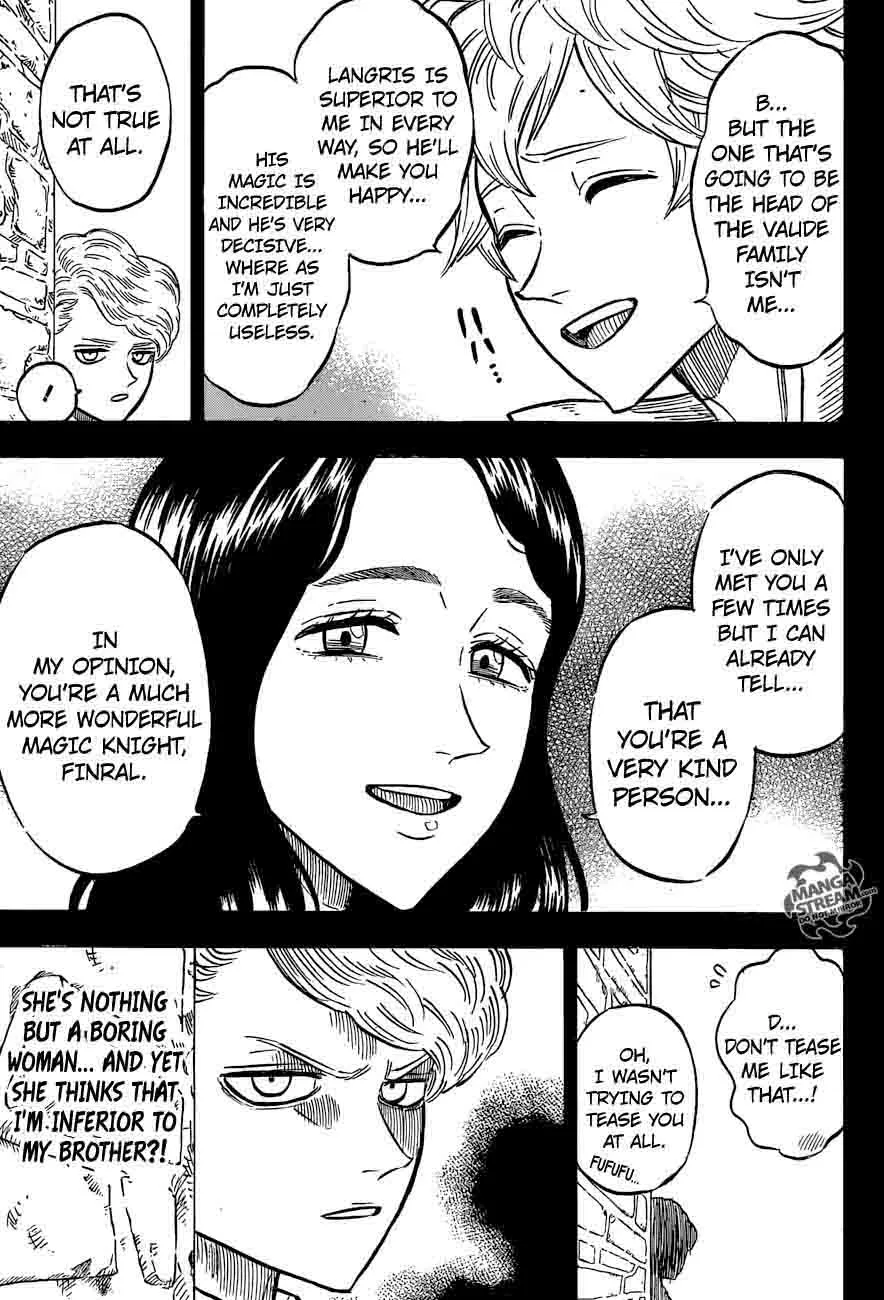 B...
BUT THE
ONE THAT'S
GOING TO BE
THE HEAD OF
THE VAUDE
FAMILY
ISN'T
ME...
LANGRIS IS
SUPERIOR TO
ME IN EVERY
WAY, SO HE'LL
MAKE YOU
HAPPY...
HIS
MAGIC IS
INCREDIBLE
AND HE'S VERY
DECISIVE...
WHERE AS
I'M JUST
COMPLETELY
USELESS.
THAT'S
NOT TRUE
AT ALL.
!
I'VE ONLY
MET YOU A
FEW TIMES
BUT I CAN
ALREADY
TELL...
THAT
YOU'RE A
VERY KIND
PERSON...
IN
MY OPINION,
YOU'RE A MUCH
MORE WONDERFUL
MAGIC KNIGHT,
FINRAL.
MANGA
STREAM.com
DO NOT MIRROR!
D...
DON'T TEASE
ME LIKE
THAT...!
OH,
I WASN'T
TRYING TO
TEASE YOU
AT ALL.
FUFUFU...
SHE'S NOTHING
BUT A BORING
WOMAN... AND YET
SHE THINKS THAT
I'M INFERIOR TO
MY BROTHER?!